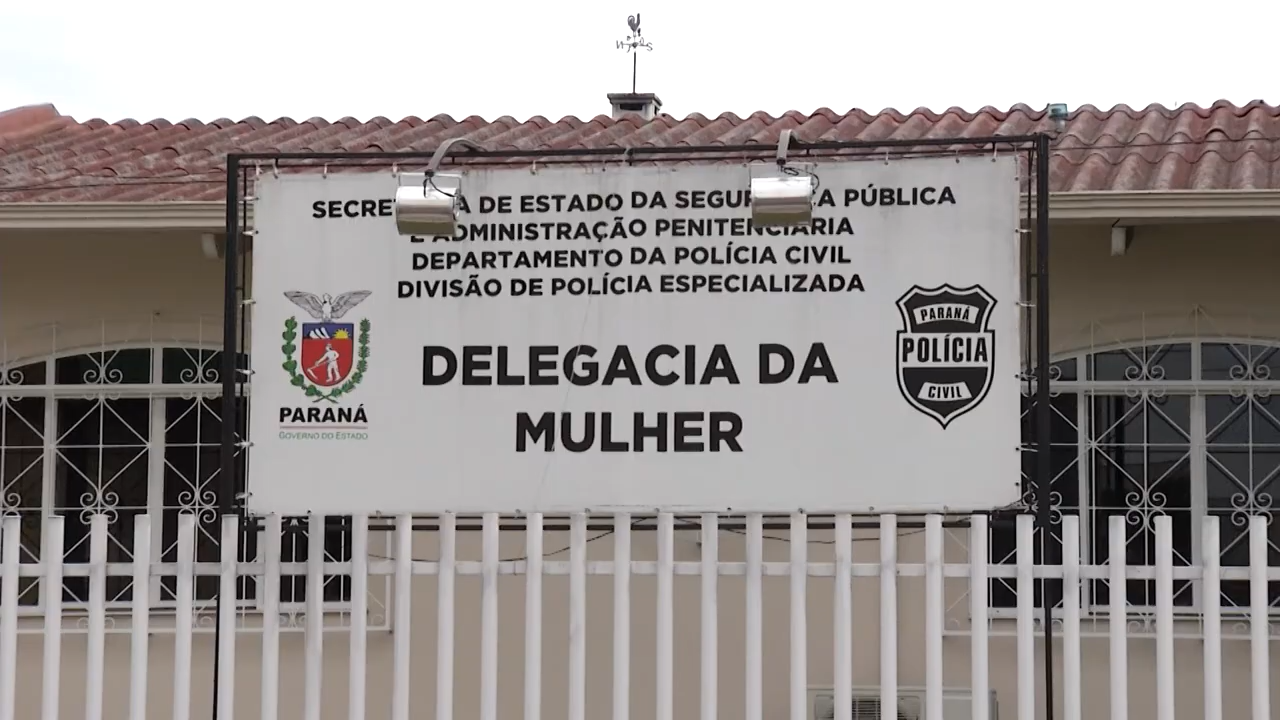 DE ESTADO DA PÚBLICA
ADMINISTRAÇÃO PENITENCIÁRIA
DEPARTAMENTO DA POLÍCIA CIVIL
DIVISÃO DE POLÍCIA ESPECIALIZADA
DELEGACIA DA
MULHER
PARANÁ
GOVERNO DO ESTADO
PARANÁ
POLÍCIA
CIVIL